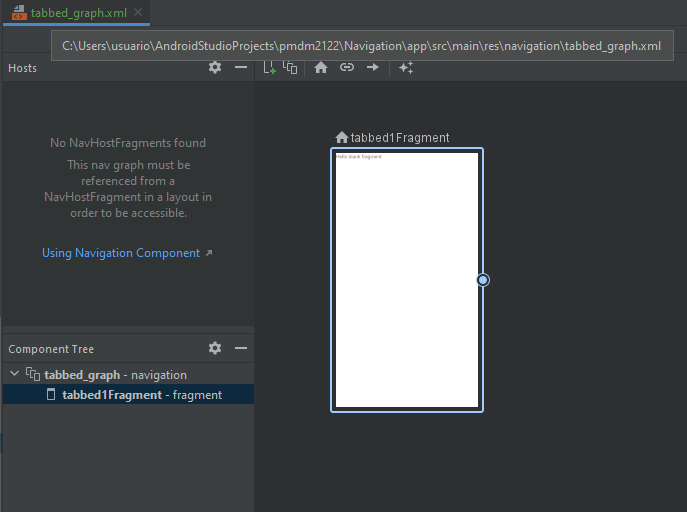 tabbed_graph.xml
C:\Users\usuario\AndroidStudioProjects\pmdm2122\Navigation\app\src\main\res\navigation\tabbed_graph.xml
Hosts
No NavHostFragments found
This nav graph must be
referenced from a
NavHostFragment in a layout in
order to be accessible.
Using Navigation Component
tabbed1Fragment
Hello blank fragment
Component Tree
tabbed_graph - navigation
tabbed1Fragment - fragment